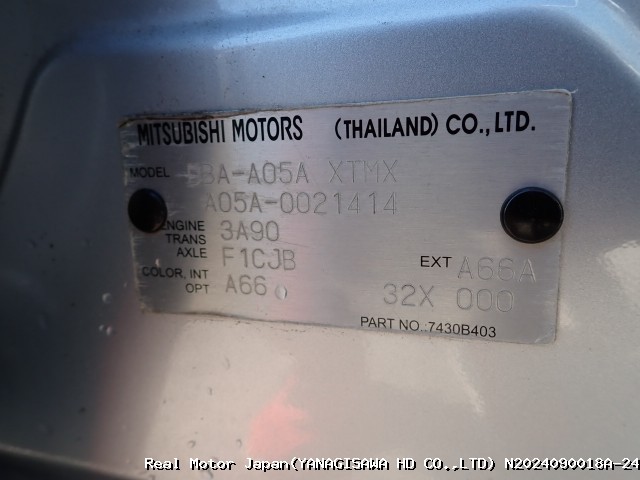 MITSUBISHI MOTORS (THAILAND) CO.,LTD.
MODEL DBA-A05A XTMX
A05A-0021414
ENGINE 3A90
TRANS AXLE F1CJB
COLOR, INT OPT A66 EXT A66A
32X 000
PART NO.:7430B403
Real Motor Japan(YANAGISAWA HD CO.,LTD) N2024090018A-24